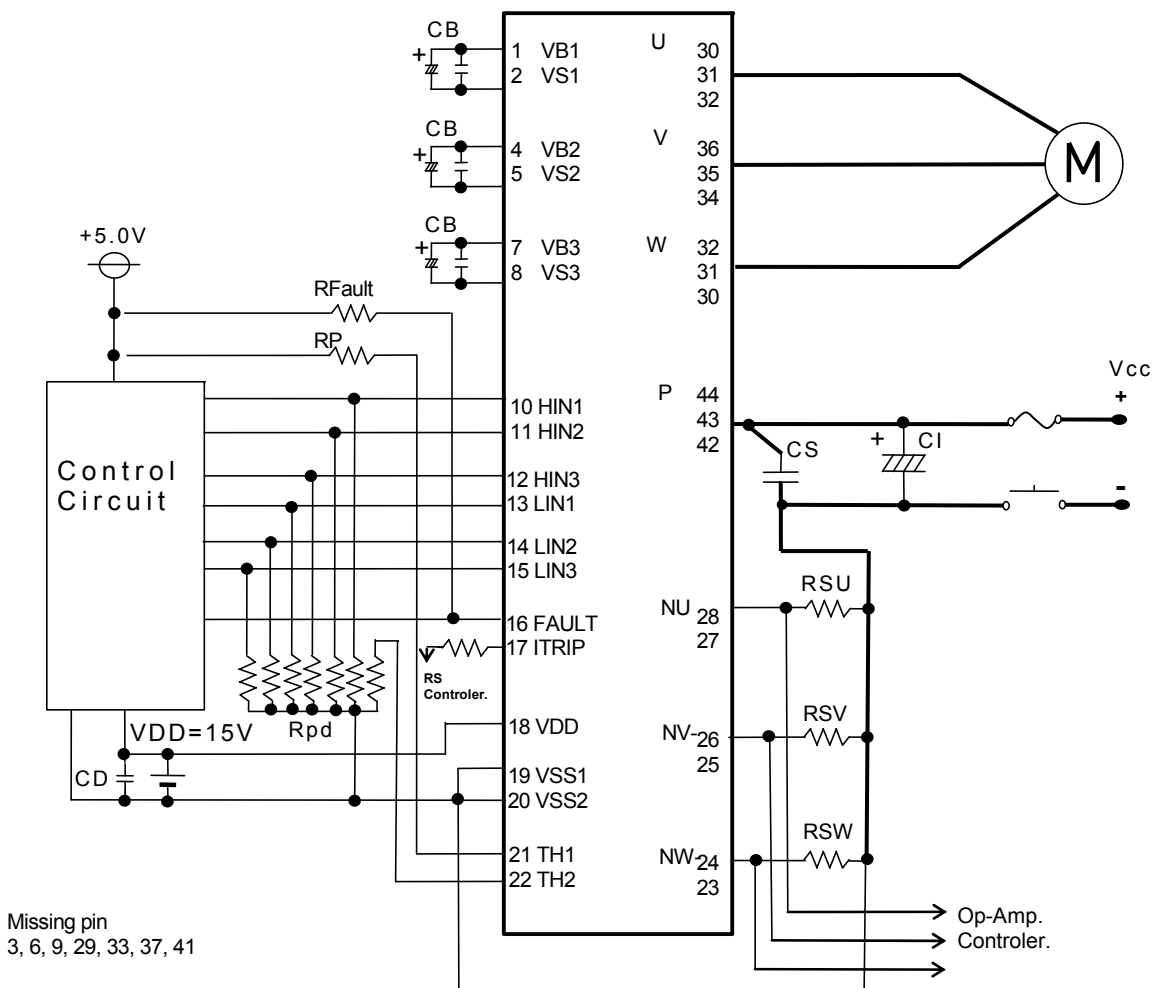 CB
+
1 VB1
2 VS1
CB
+
4 VB2
5 VS2
CB
+
7 VB3
8 VS3
+5.0V
RFault
RP
10 HIN1
11 HIN2
12 HIN3
13 LIN1
14 LIN2
15 LIN3
16 FAULT
17 ITRIP
RS
Controler.
Control
Circuit
VDD=15V
Rpd
CD
18 VDD
19 VSS1
20 VSS2
21 TH1
22 TH2
Missing pin
3, 6, 9, 29, 33, 37, 41
U 30
31
32
V 36
35
34
W 32
31
30
M
P 44
43
42
Vcc
+
CS
+ CI
-
RSU
NU 28
27
RSV
NV-26
25
RSW
NW-24
23
Op-Amp.
Controler.